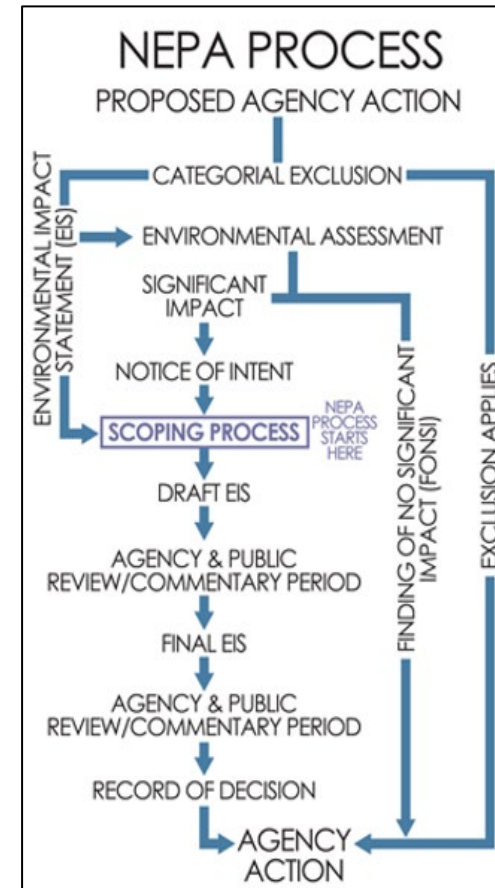 NEPA PROCESS
PROPOSED AGENCY ACTION
CATEGORIAL EXCLUSION
ENVIRONMENTAL IMPACT
STATEMENT (EIS)
ENVIRONMENTAL ASSESSMENT
SIGNIFICANT
IMPACT
NOTICE OF INTENT
SCOPING PROCESS
NEPA
PROCESS
STARTS
HERE
DRAFT EIS
AGENCY & PUBLIC
REVIEW/COMMENTARY PERIOD
FINAL EIS
AGENCY & PUBLIC
REVIEW/COMMENTARY PERIOD
RECORD OF DECISION
FINDING OF NO SIGNIFICANT
IMPACT (FONSI)
EXCLUSION APPLIES
AGENCY
ACTION